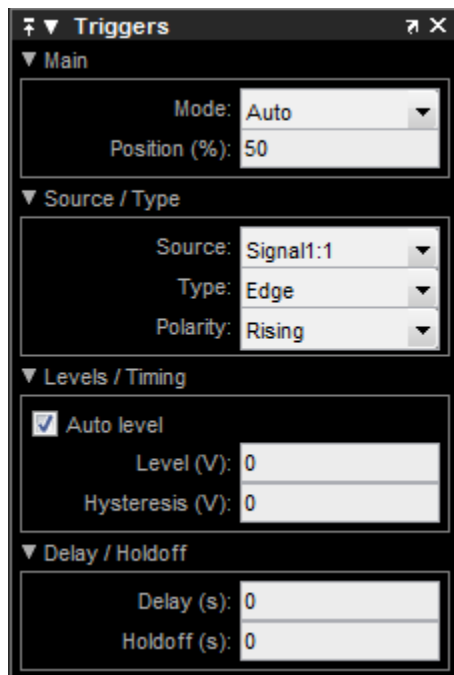 Triggers
Main
Mode: Auto
Position (%): 50
Source / Type
Source: Signal1:1
Type: Edge
Polarity: Rising
Levels / Timing
Auto level
Level (V): 0
Hysteresis (V): 0
Delay / Holdoff
Delay (s): 0
Holdoff (s): 0